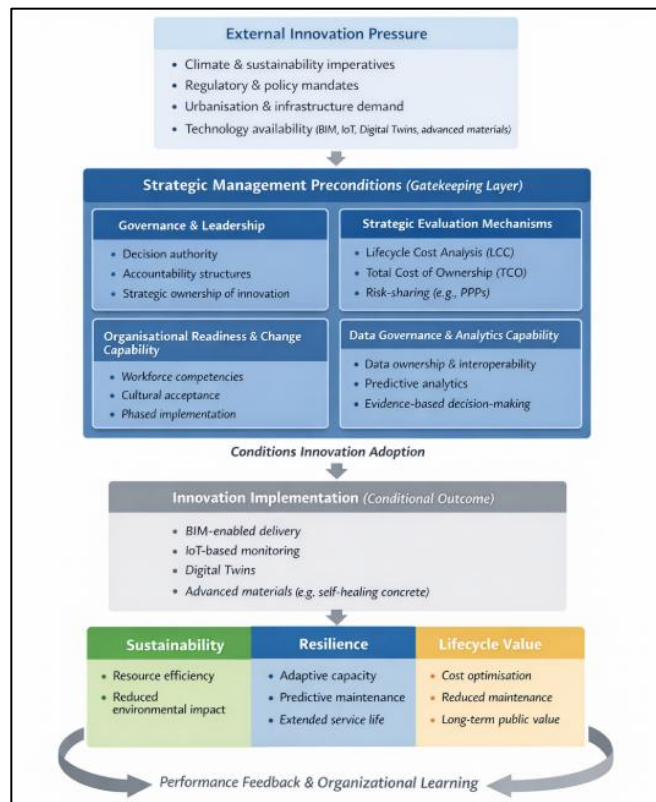 External Innovation Pressure
• Climate & sustainability imperatives
• Regulatory & policy mandates
• Urbanisation & infrastructure demand
• Technology availability (BIM, IoT, Digital Twins, advanced materials)
Strategic Management Preconditions (Gatekeeping Layer)
Governance & Leadership
• Decision authority
• Accountability structures
• Strategic ownership of innovation
Strategic Evaluation Mechanisms
• Lifecycle Cost Analysis (LCC)
• Total Cost of Ownership (TCO)
• Risk-sharing (e.g., PPPs)
Organisational Readiness & Change
Capability
• Workforce competencies
• Cultural acceptance
• Phased implementation
Data Governance & Analytics Capability
• Data ownership & interoperability
• Predictive analytics
• Evidence-based decision-making
Conditions Innovation Adoption
Innovation Implementation (Conditional Outcome)
• BIM-enabled delivery
• IoT-based monitoring
• Digital Twins
• Advanced materials (e.g. self-healing concrete)
Sustainability
• Resource efficiency
• Reduced
environmental impact
Resilience
• Adaptive capacity
• Predictive maintenance
• Extended service life
Lifecycle Value
• Cost optimisation
• Reduced maintenance
• Long-term public value
Performance Feedback & Organizational Learning